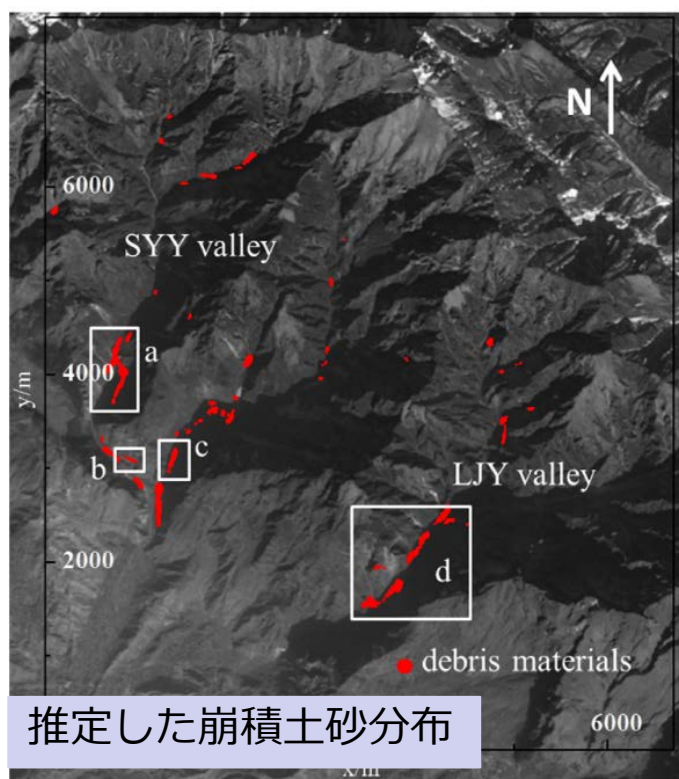 N
6000
SYY valley
a
4000
y/m
c
b
LJY valley
2000
d
debris materials
推定した崩積土砂分布
6000
x/m